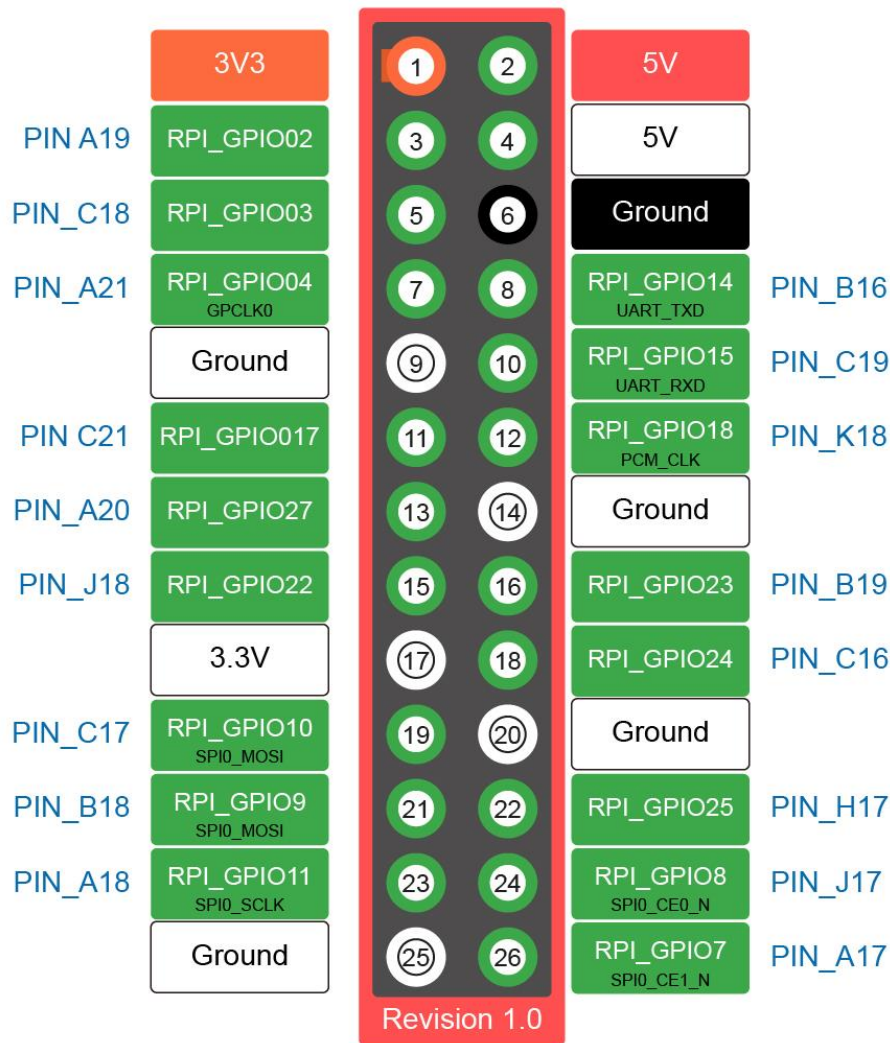 3V3 1 2 5V
PIN A19 RPI_GPIO02 3 4 5V
PIN_C18 RPI_GPIO03 5 6 Ground
PIN_A21 RPI_GPIO04 7 8 RPI_GPIO14 PIN_B16
GPCLK0 UART_TXD
Ground 9 10 RPI_GPIO15 PIN_C19
UART_RXD
PIN C21 RPI_GPIO017 11 12 RPI_GPIO18 PIN_K18
PCM_CLK
PIN_A20 RPI_GPIO27 13 14 Ground
PIN_J18 RPI_GPIO22 15 16 RPI_GPIO23 PIN_B19
3.3V 17 18 RPI_GPIO24 PIN_C16
PIN_C17 RPI_GPIO10 19 20 Ground
SPI0_MOSI
PIN_B18 RPI_GPIO9 21 22 RPI_GPIO25 PIN_H17
SPI0_MOSI
PIN_A18 RPI_GPIO11 23 24 RPI_GPIO8 PIN_J17
SPI0_SCLK SPI0_CE0_N
Ground 25 26 RPI_GPIO7 PIN_A17
SPI0_CE1_N
Revision 1.0